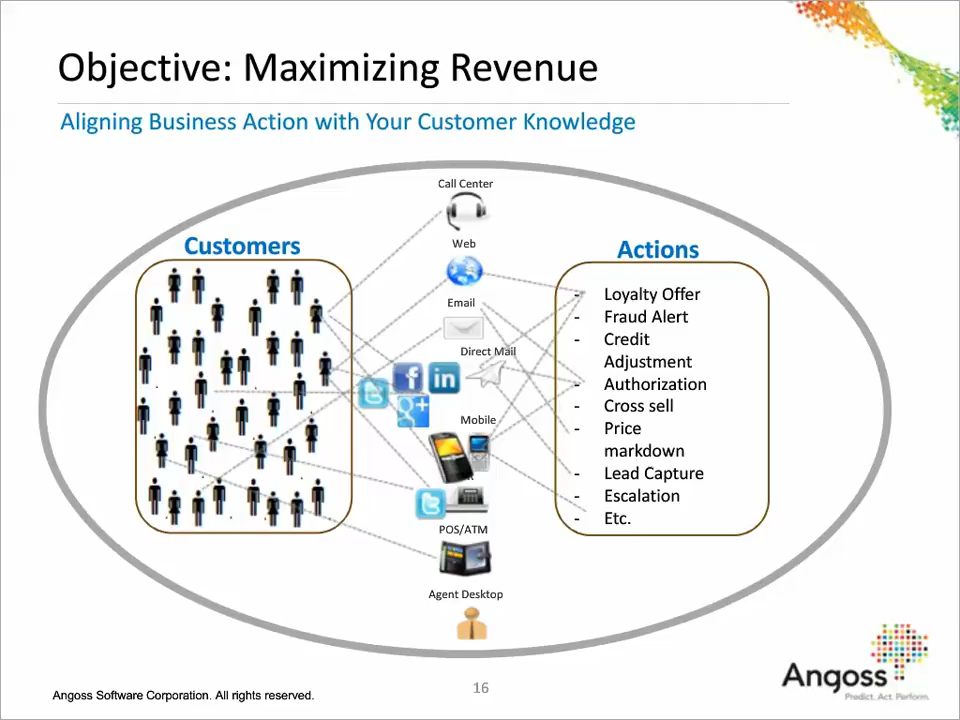 Objective: Maximizing Revenue
Aligning Business Action with Your Customer Knowledge
Call Center
Customers
Web
Actions
Email
Direct Mail
f
in
t
g+
Mobile
t
POS/ATM
Agent Desktop
- Loyalty Offer
- Fraud Alert
- Credit
Adjustment
- Authorization
- Cross sell
- Price
markdown
- Lead Capture
- Escalation
- Etc.
Angoss Software Corporation. All rights reserved.
16
Angoss
Predict. Act. Perform.